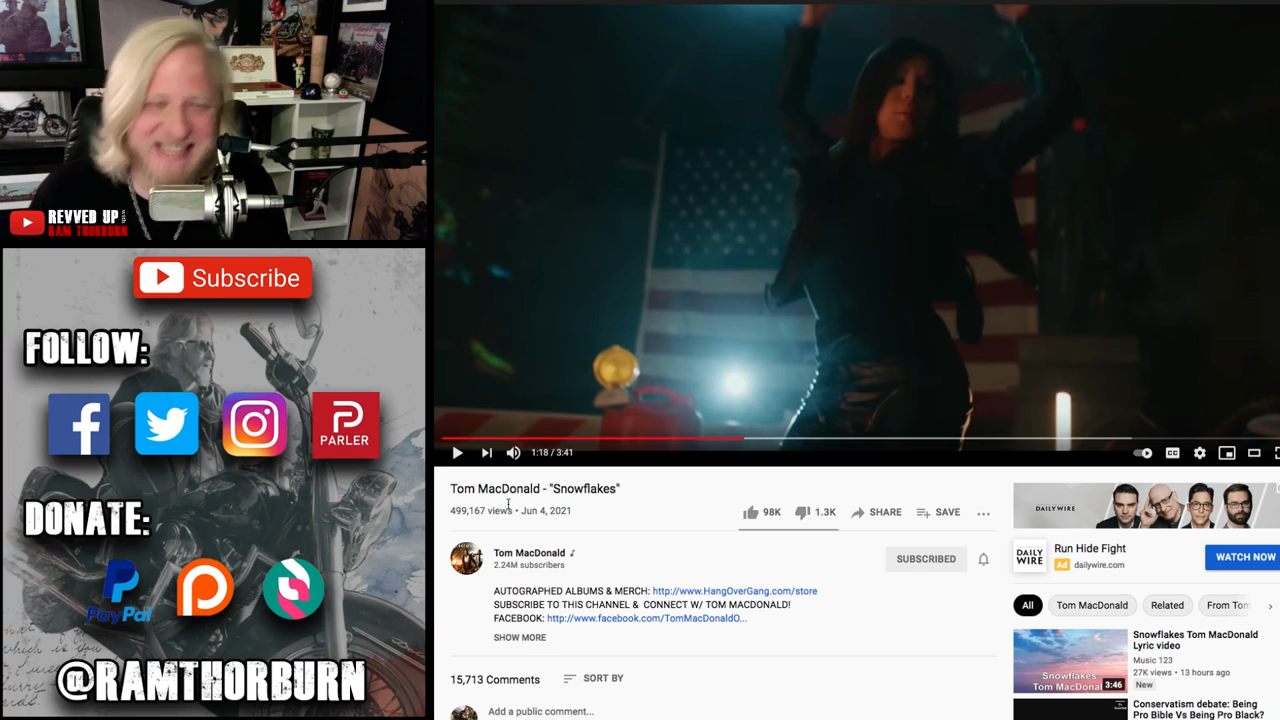 REVVED UP with
RAM THORBURN
Subscribe
FOLLOW:
PARLER
DONATE:
PayPal
@RAMTHORBURN
1:18 / 3:41
CC
Tom MacDonald - "Snowflakes"
499,167 views • Jun 4, 2021
98K
1.3K
SHARE
SAVE
Tom MacDonald
2.24M subscribers
SUBSCRIBED
AUTOGRAPHED ALBUMS & MERCH: http://www.HangOverGang.com/store
SUBSCRIBE TO THIS CHANNEL & CONNECT W/ TOM MACDONALD!
FACEBOOK: http://www.facebook.com/TomMacDonaldO...
SHOW MORE
15,713 Comments
SORT BY
Add a public comment...
DAILYWIRE
DAILY
WIRE
Run Hide Fight
Ad dailywire.com
WATCH NOW
All
Tom MacDonald
Related
From Tom
Snowflakes
Tom MacDonal
3:46
Snowflakes Tom MacDonald
Lyric video
Music 123
27K views • 13 hours ago
New
Conservatism debate: Being
Pro Bible Vs Being Pro Black?